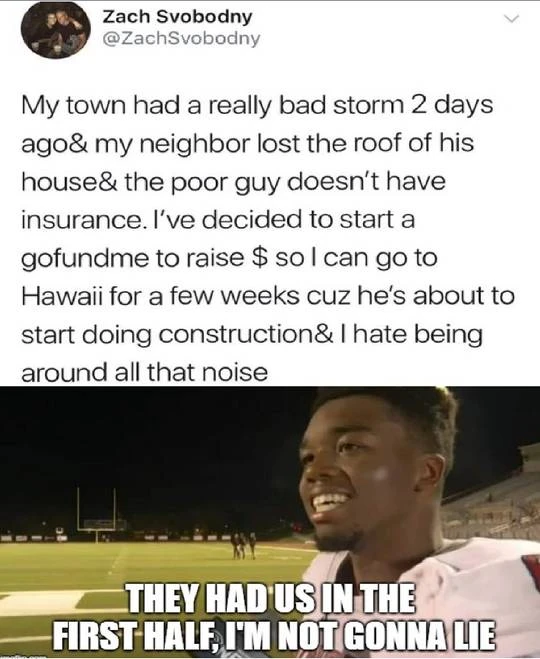 Zach Svobodny
@ZachSvobodny
My town had a really bad storm 2 days
ago& my neighbor lost the roof of his
house& the poor guy doesn't have
insurance. I've decided to start a
gofundme to raise $ so I can go to
Hawaii for a few weeks cuz he's about to
start doing construction& I hate being
around all that noise
THEY HAD US IN THE
FIRST HALF, I'M NOT GONNA LIE